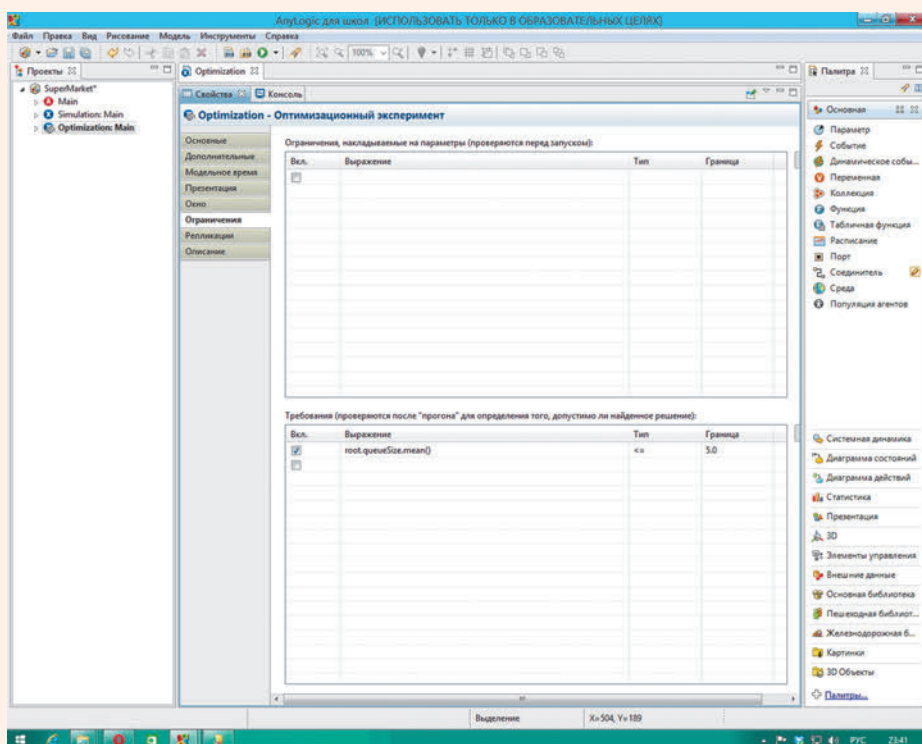 AnyLogic для школ [ИСПОЛЬЗОВАТЬ ТОЛЬКО В ОБРАЗОВАТЕЛЬНЫХ ЦЕЛЯХ]
Файл Правка Вид Рисование Модель Инструменты Справка
100%
Проекты
SuperMarket*
Main
Simulation: Main
Optimization: Main
Optimization
Свойства Консоль
Optimization - Оптимизационный эксперимент
Основные
Дополнительные
Модельное время
Презентация
Окно
Ограничения
Репликации
Описание
Ограничения, накладываемые на параметры (проверяются перед запуском):
Вкл. Выражение Тип Граница
Требования (проверяются после "прогона" для определения того, допустимо ли найденное решение):
Вкл. Выражение Тип Граница
root.queueSize.mean() <= 5.0
Палитра
Основная
Параметр
Событие
Динамическое собы...
Переменная
Коллекция
Функция
Табличная функция
Расписание
Порт
Соединитель
Среда
Популяция агентов
Системная динамика
Диаграмма состояний
Диаграмма действий
Статистика
Презентация
3D
Элементы управления
Внешние данные
Основная библиотека
Пешеходная библиот...
Железнодорожная б...
Картинки
3D Объекты
Палитры...
Выделение X=504, Y=189
РУС 23:41